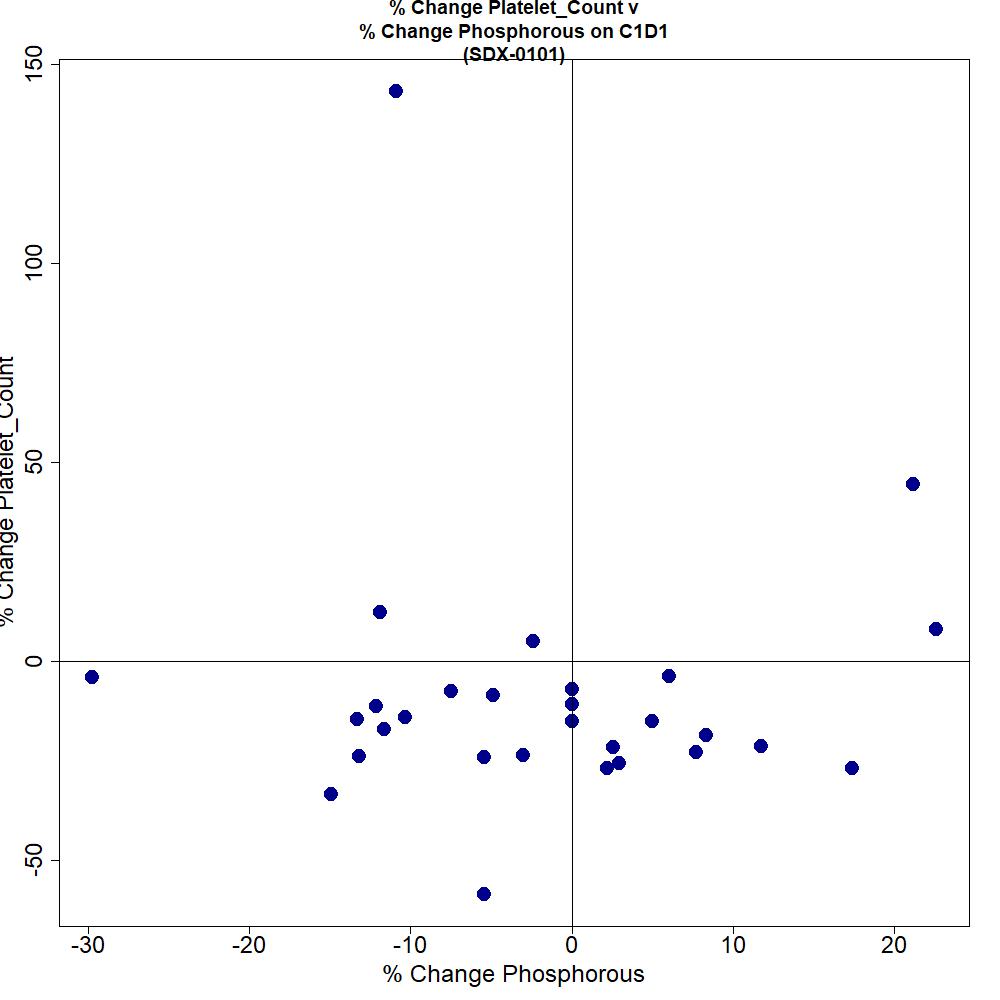 % Change Platelet_Count v
% Change Phosphorous on C1D1
(SDX-0101)
150
100
50
0
-50
% Change Platelet_Count
-30 -20 -10 0 10 20
% Change Phosphorous